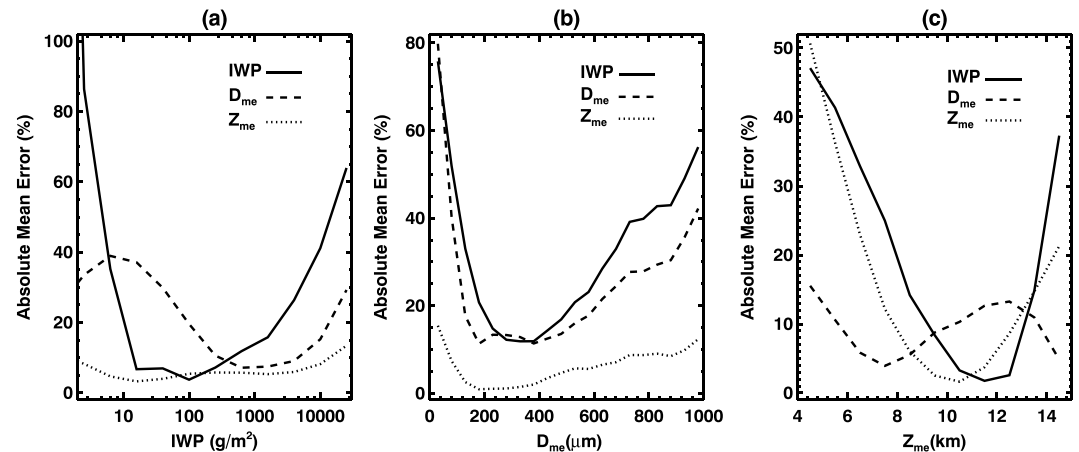 (a)
Absolute Mean Error (%)
100
80
60
40
20
0
IWP
Dme
Zme
10
100
1000
10000
IWP (g/m²)
(b)
Absolute Mean Error (%)
80
60
40
20
0
IWP
Dme
Zme
0
200
400
600
800
1000
Dme(μm)
(c)
Absolute Mean Error (%)
50
40
30
20
10
0
IWP
Dme
Zme
4
6
8
10
12
14
Zme(km)